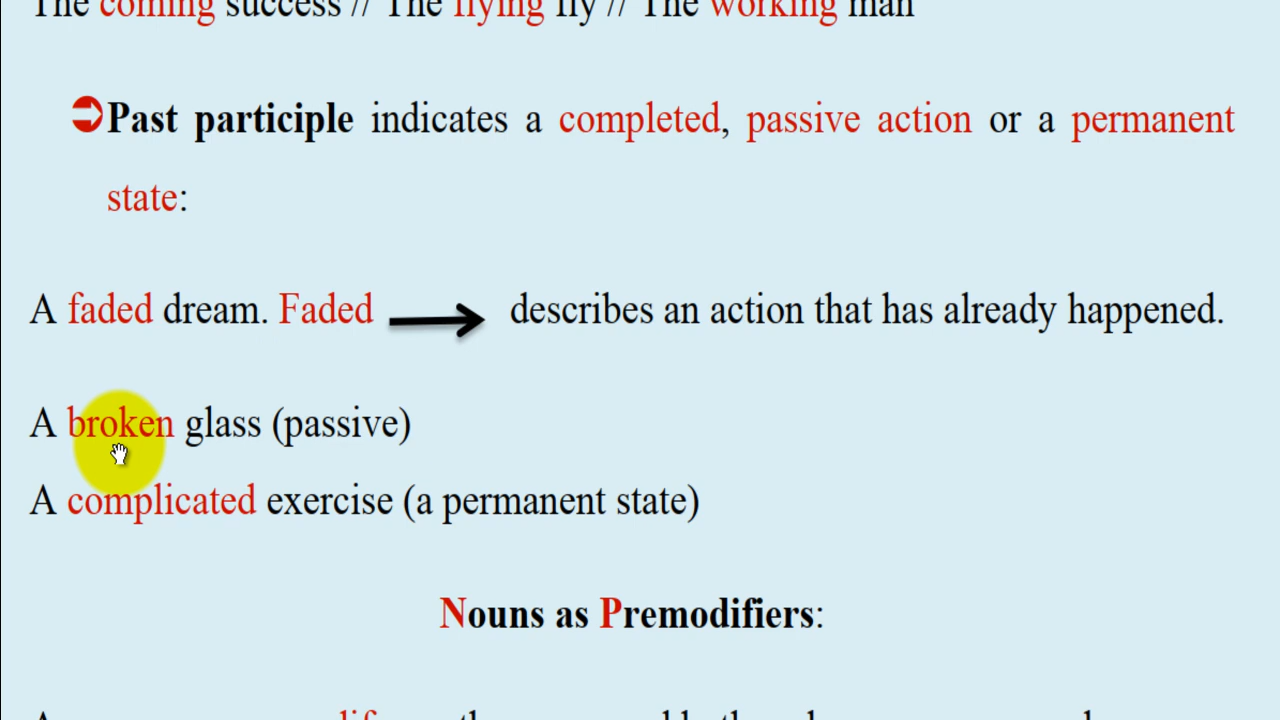 The coming success // The flying fly // The working man
➲Past participle indicates a completed, passive action or a permanent
state:
A faded dream. Faded → describes an action that has already happened.
A broken glass (passive)
A complicated exercise (a permanent state)
Nouns as Premodifiers: